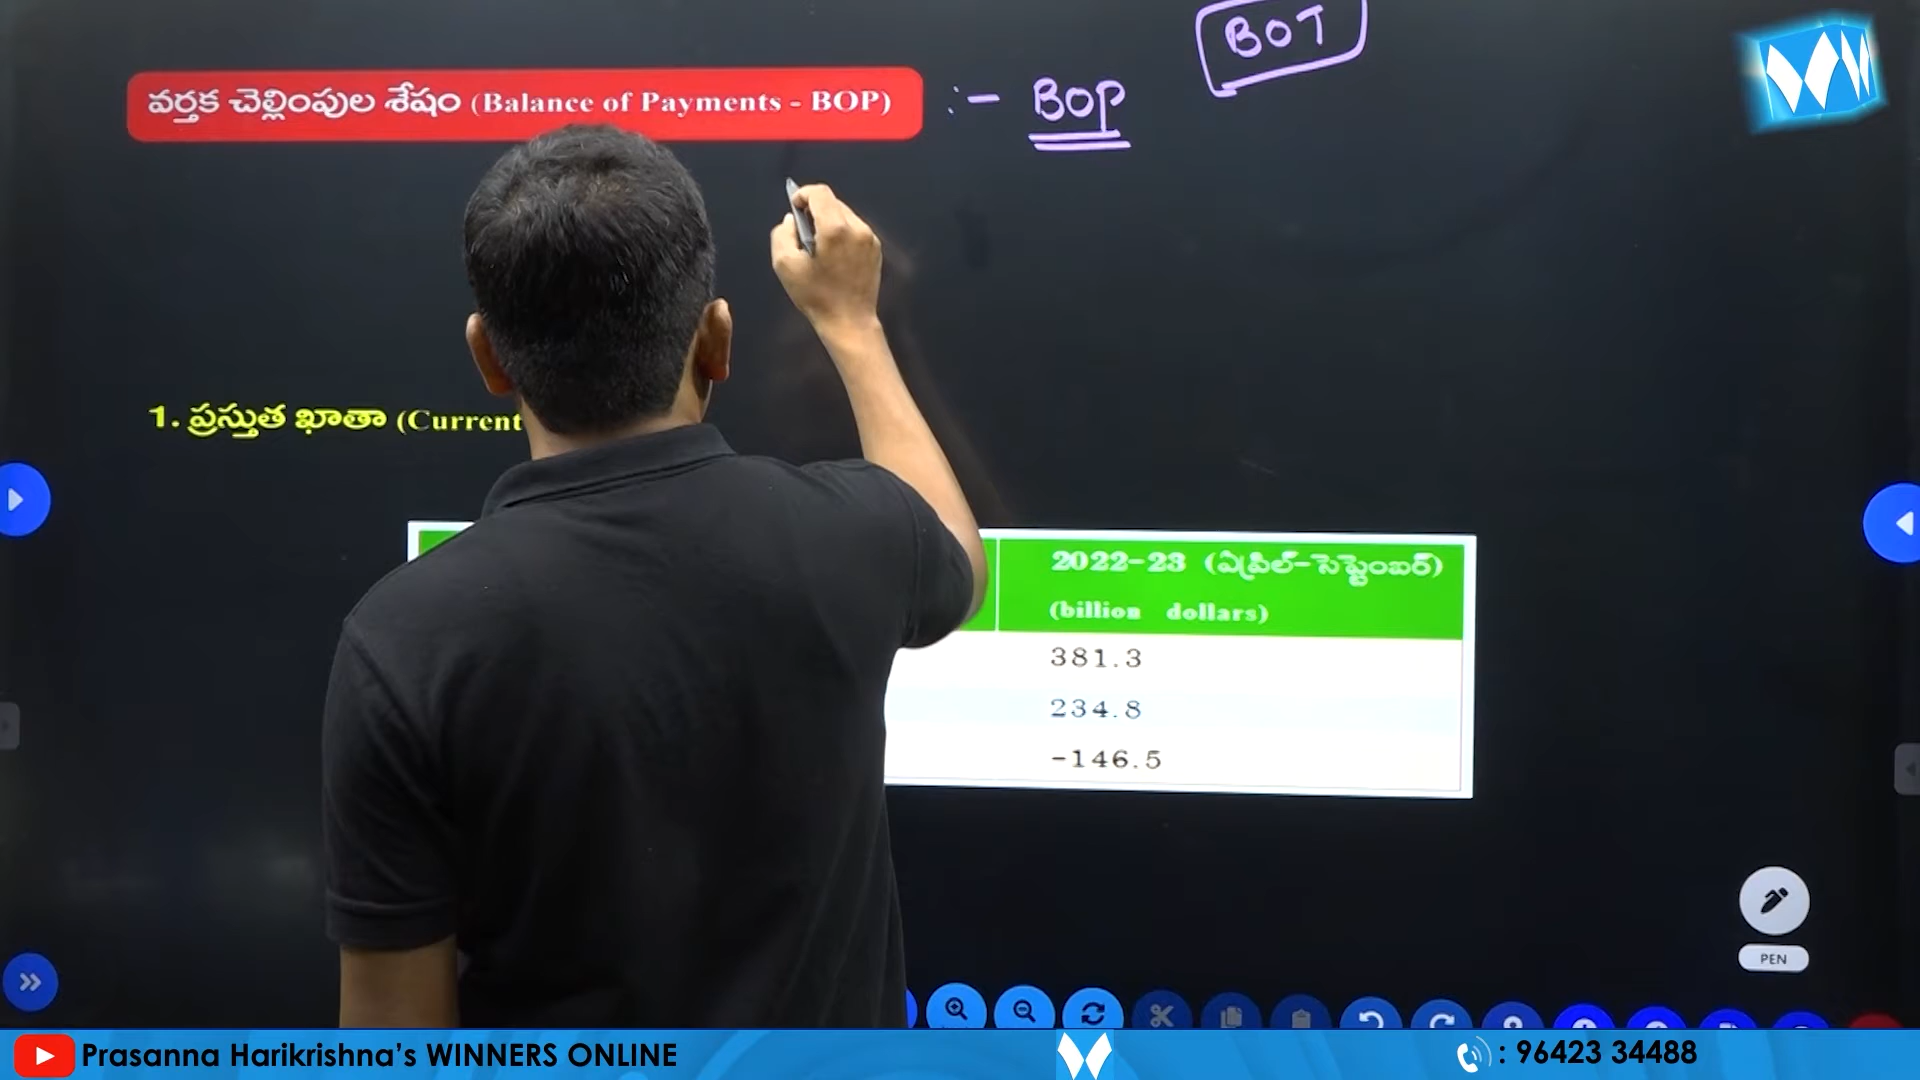 BOT
వర్తక చెల్లింపుల శేషం (Balance of Payments - BOP) :- BOP
1. ప్రస్తుత ఖాతా (Current
2022-23 (ఏప్రిల్-సెప్టెంబర్)
(billion dollars)
381.3
234.8
-146.5
PEN
Prasanna Harikrishna's WINNERS ONLINE
: 96423 34488